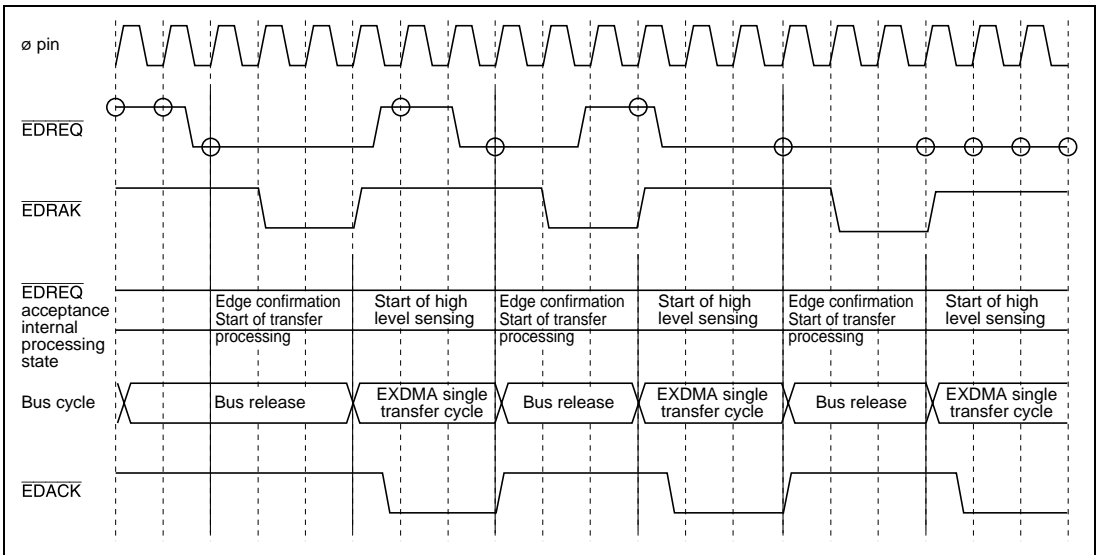 ø pin
EDREQ
EDRAK
EDREQ
acceptance
internal
processing
state
Edge confirmation
Start of transfer
processing
Start of high
level sensing
Edge confirmation
Start of transfer
processing
Start of high
level sensing
Edge confirmation
Start of transfer
processing
Start of high
level sensing
Bus cycle
Bus release
EXDMA single
transfer cycle
Bus release
EXDMA single
transfer cycle
Bus release
EXDMA single
transfer cycle
EDACK